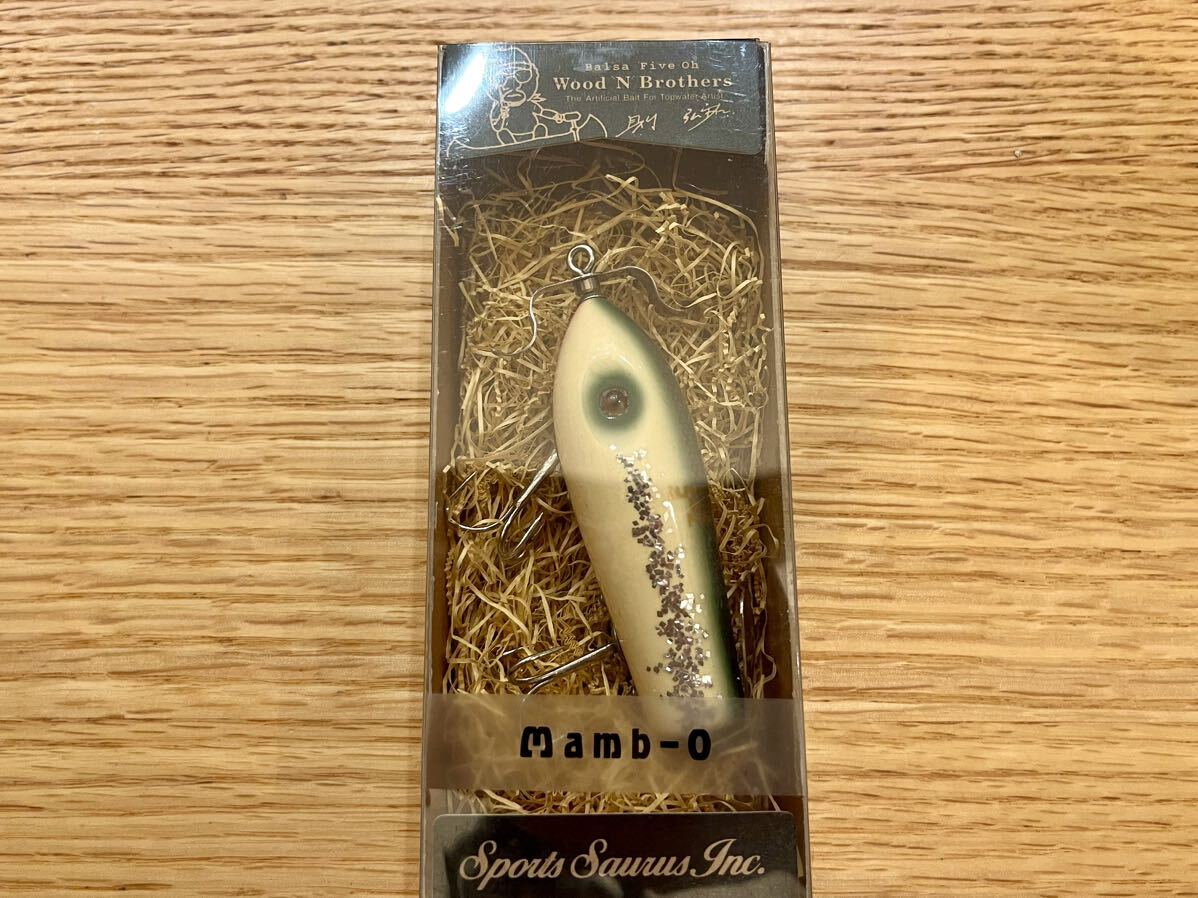 Balsa Five Oh
Wood 'N' Brothers
The Artificial Bait For Topwater Artist
Mamb-O
Sports Saurus Inc.